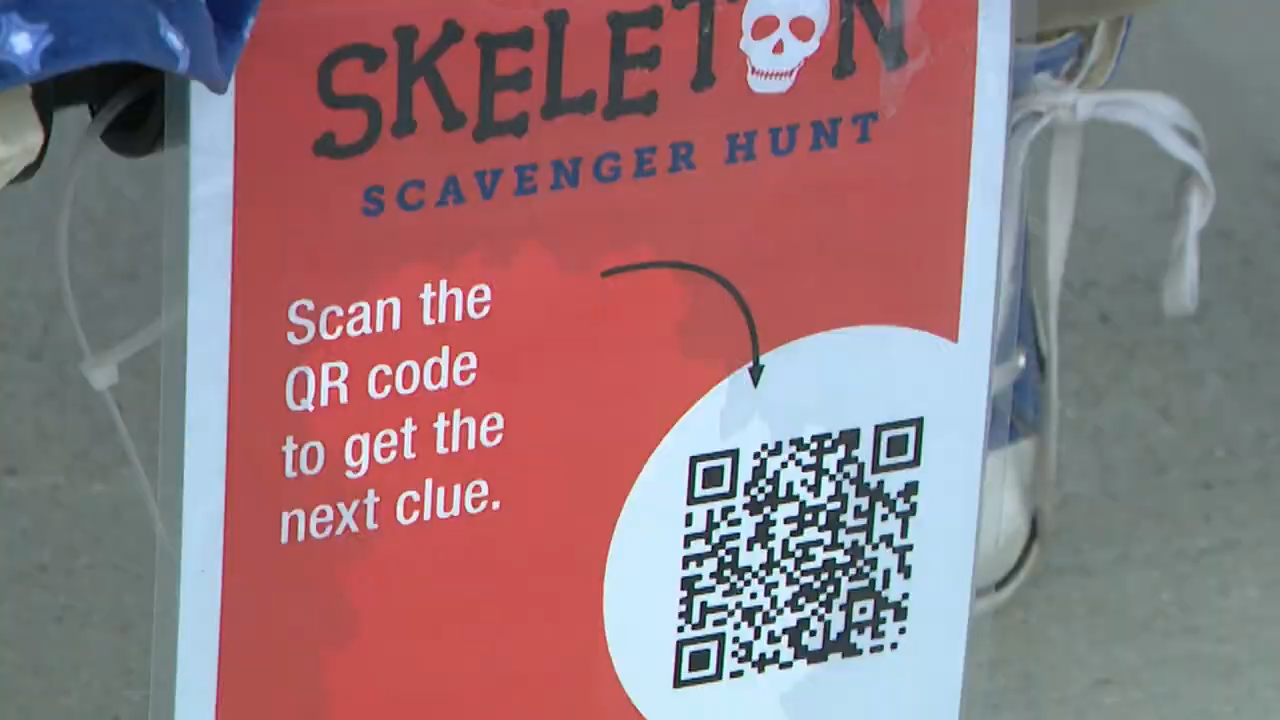 SKELETON
SCAVENGER HUNT
Scan the
QR code
to get the
next clue.